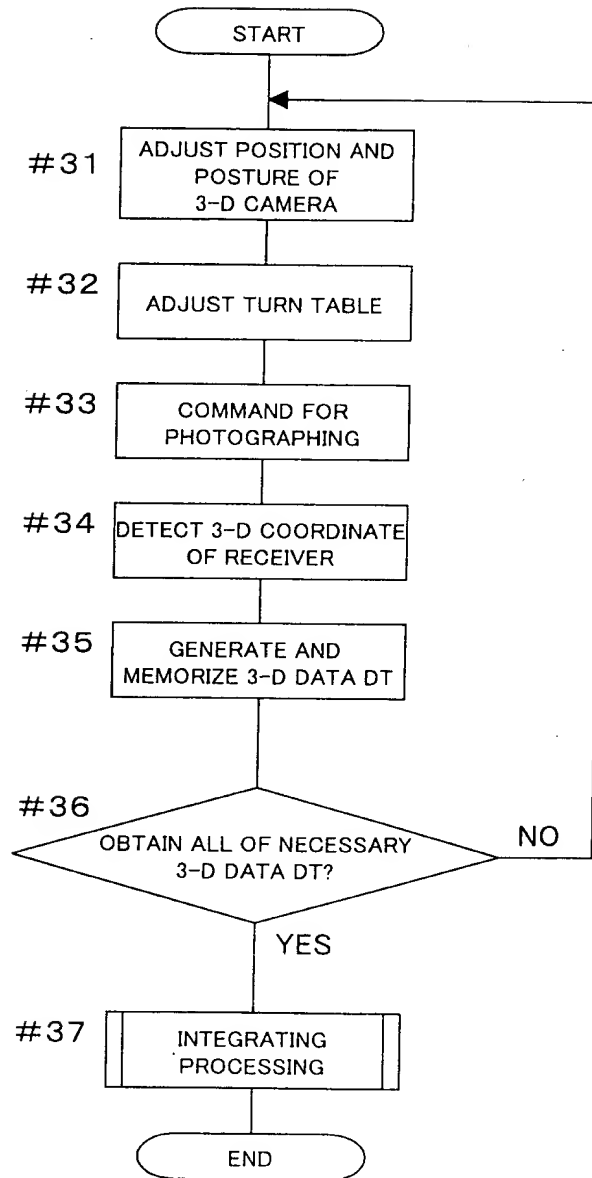 START
#31
ADJUST POSITION AND
POSTURE OF
3-D CAMERA
#32
ADJUST TURN TABLE
#33
COMMAND FOR
PHOTOGRAPHING
#34
DETECT 3-D COORDINATE
OF RECEIVER
#35
GENERATE AND
MEMORIZE 3-D DATA DT
#36
OBTAIN ALL OF NECESSARY
3-D DATA DT?
NO
YES
#37
INTEGRATING
PROCESSING
END